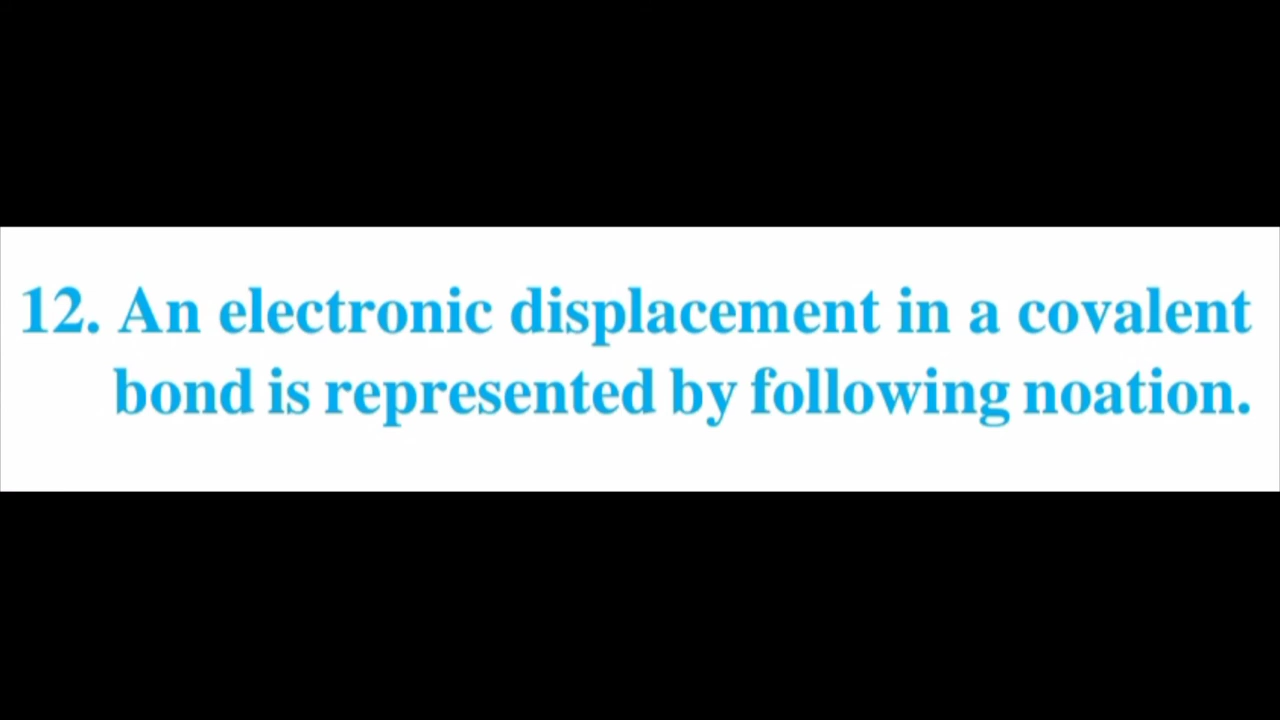 12. An electronic displacement in a covalent
bond is represented by following noation.